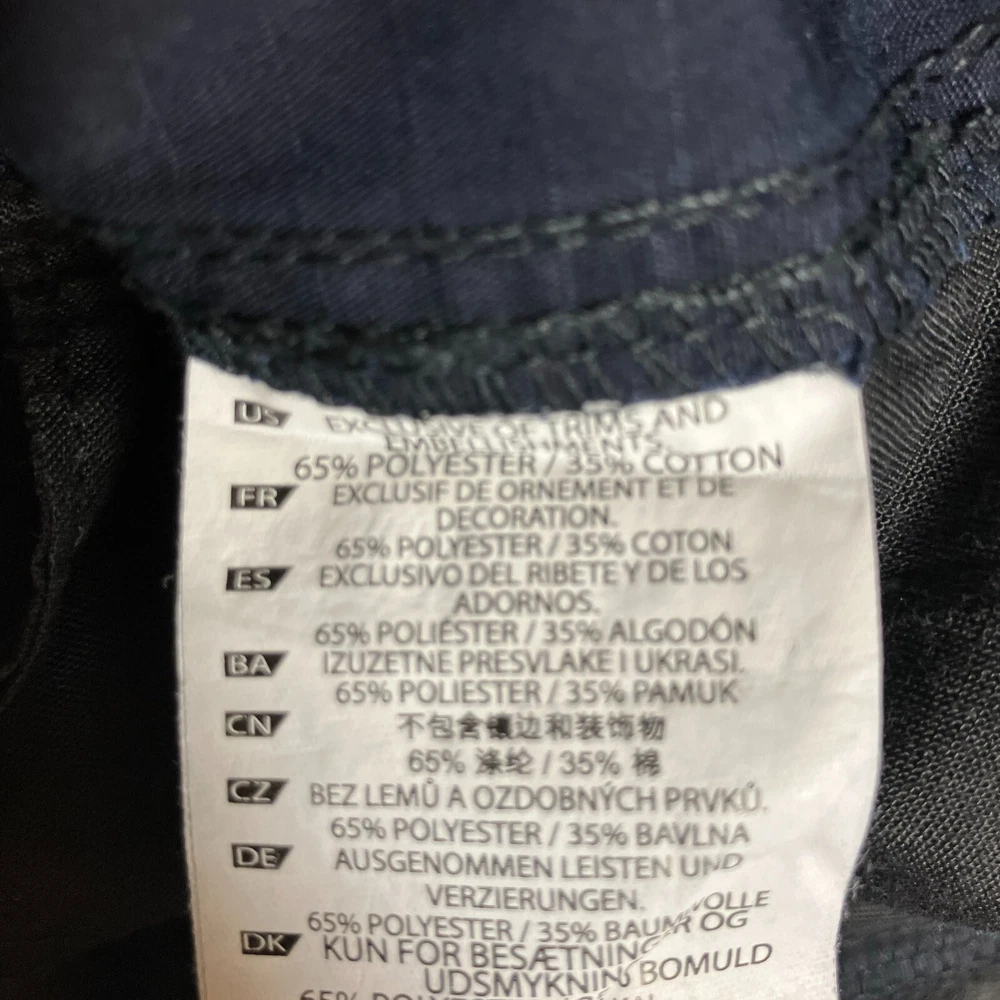 US EXCLUSIVE OF TRIMS AND
EMBELLISHMENTS.
65% POLYESTER / 35% COTTON
FR EXCLUSIF DE ORNEMENT ET DE
DECORATION.
65% POLYESTER / 35% COTON
ES EXCLUSIVO DEL RIBETE Y DE LOS
ADORNOS.
65% POLIÉSTER / 35% ALGODÓN
BA IZUZETNE PRESVLAKE I UKRASI.
65% POLIESTER / 35% PAMUK
CN 不包含镶边和装饰物
65% 涤纶 / 35% 棉
CZ BEZ LEMŮ A OZDOBNÝCH PRVKŮ.
65% POLYESTER / 35% BAVLNA
DE AUSGENOMMEN LEISTEN UND
VERZIERUNGEN.
65% POLYESTER / 35% BAUMWOLLE
DK KUN FOR BESÆTNING OG
UDSMYKNING
BOMULD